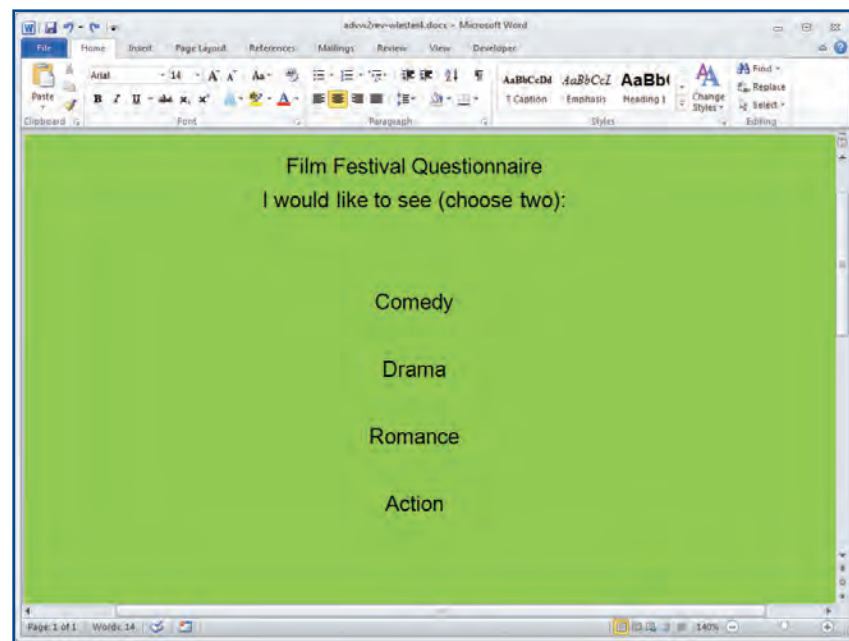 advw2rev-wlestask.docx - Microsoft Word
File Home Insert Page Layout References Mailings Review View Developer
Paste
Arial 14
AaBbCcDd AaBbCcI AaBb(
¶ Caption Emphasis Heading 1
Change Styles
Find
Replace
Select
Clipboard Font Paragraph Styles Editing
Film Festival Questionnaire
I would like to see (choose two):
Comedy
Drama
Romance
Action
Page: 1 of 1 Words: 14 140%